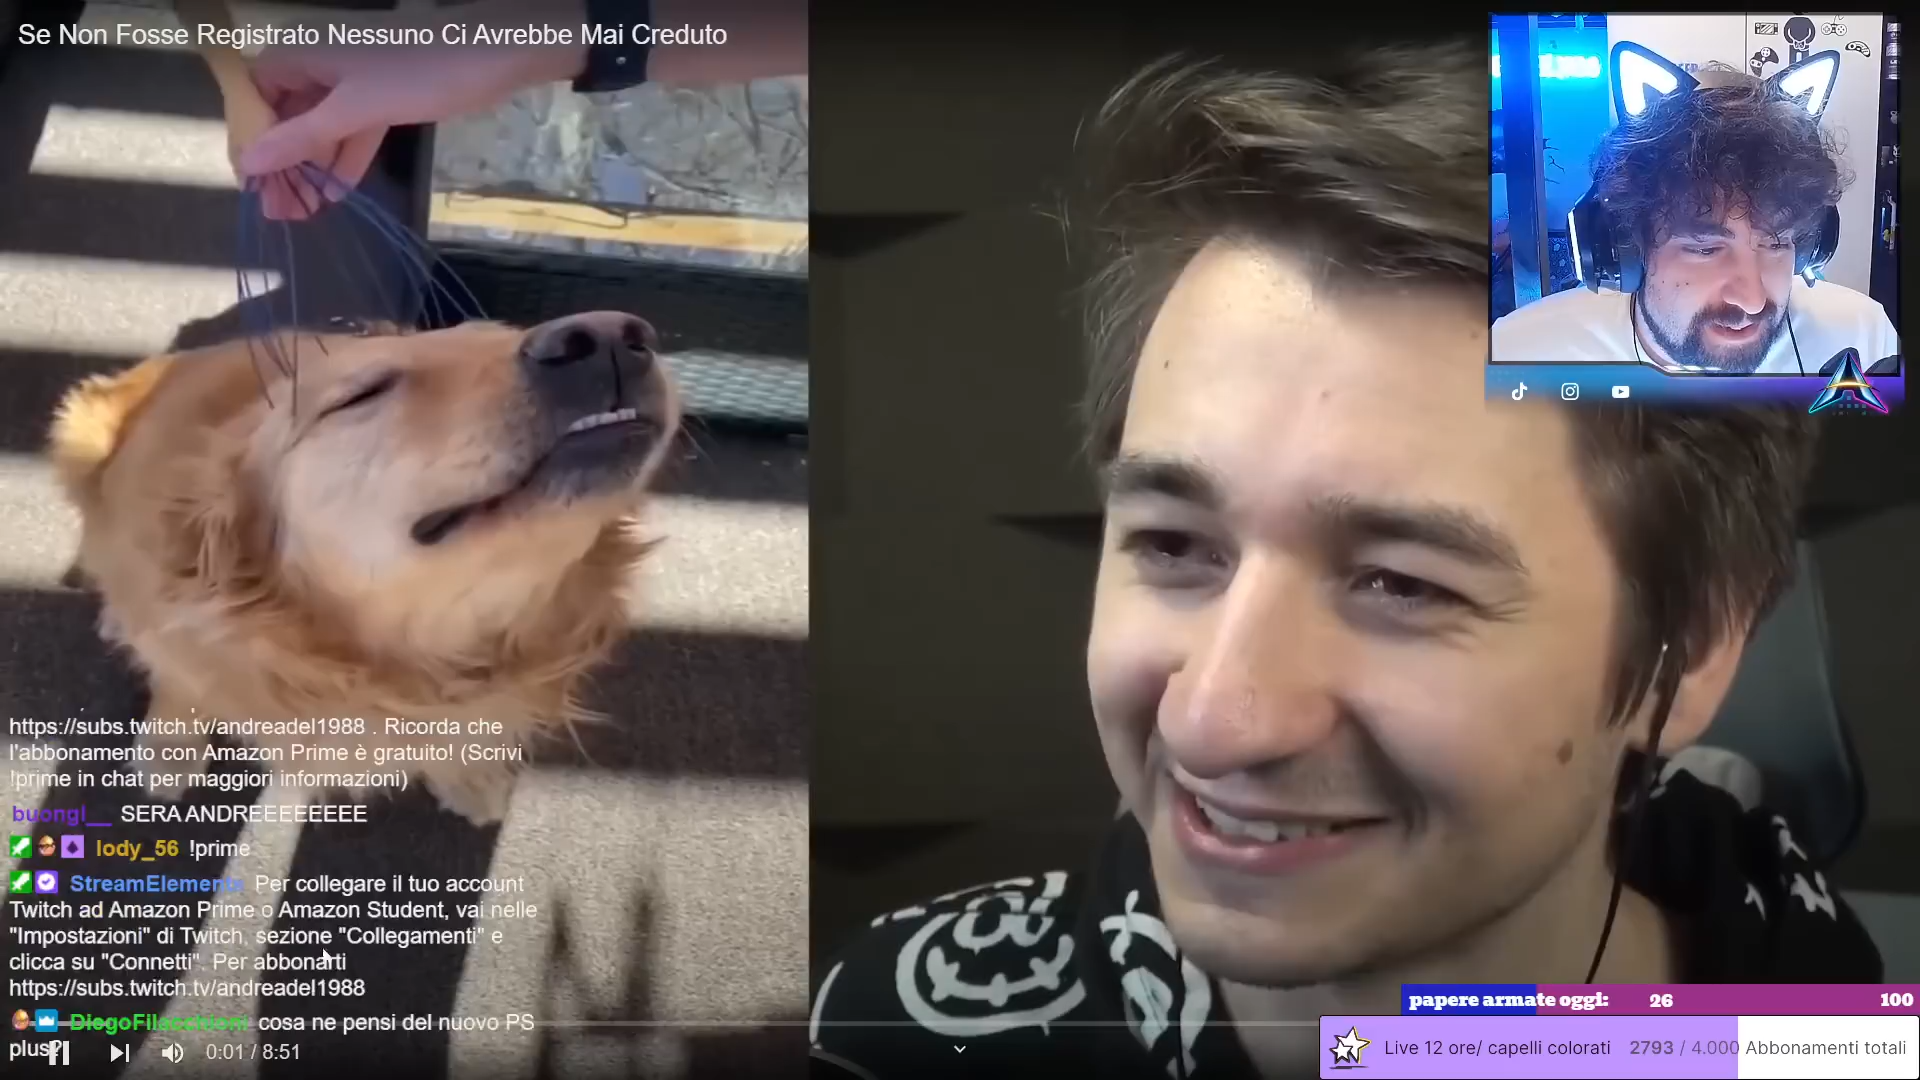 Se Non Fosse Registrato Nessuno Ci Avrebbe Mai Creduto
https://subs.twitch.tv/andreadel1988 . Ricorda che
l'abbonamento con Amazon Prime è gratuito! (Scrivi
!prime in chat per maggiori informazioni)
buongl__ SERA ANDREEEEEEEE
lody_56 !prime
StreamElements Per collegare il tuo account
Twitch ad Amazon Prime o Amazon Student, vai nelle
"Impostazioni" di Twitch, sezione "Collegamenti" e
clicca su "Connetti". Per abbonarti
https://subs.twitch.tv/andreadel1988
DiegoFilacchioni cosa ne pensi del nuovo PS
plus?
0:01 / 8:51
papere armate oggi: 26 100
Live 12 ore/ capelli colorati 2793 / 4.000 Abbonamenti totali